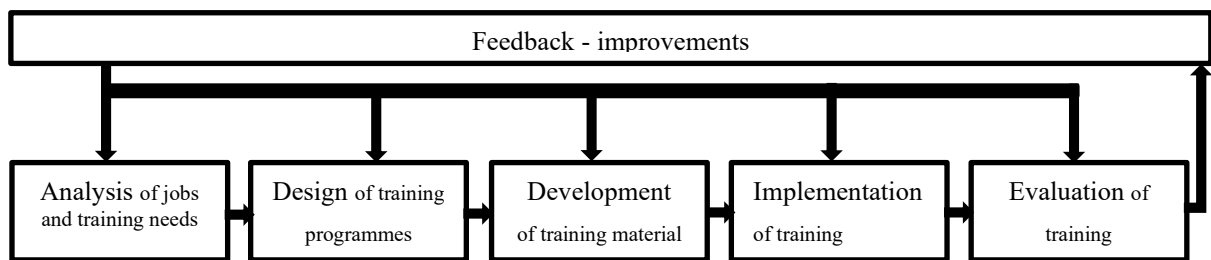 Feedback - improvements
Analysis of jobs
and training needs
Design of training
programmes
Development
of training material
Implementation
of training
Evaluation of
training